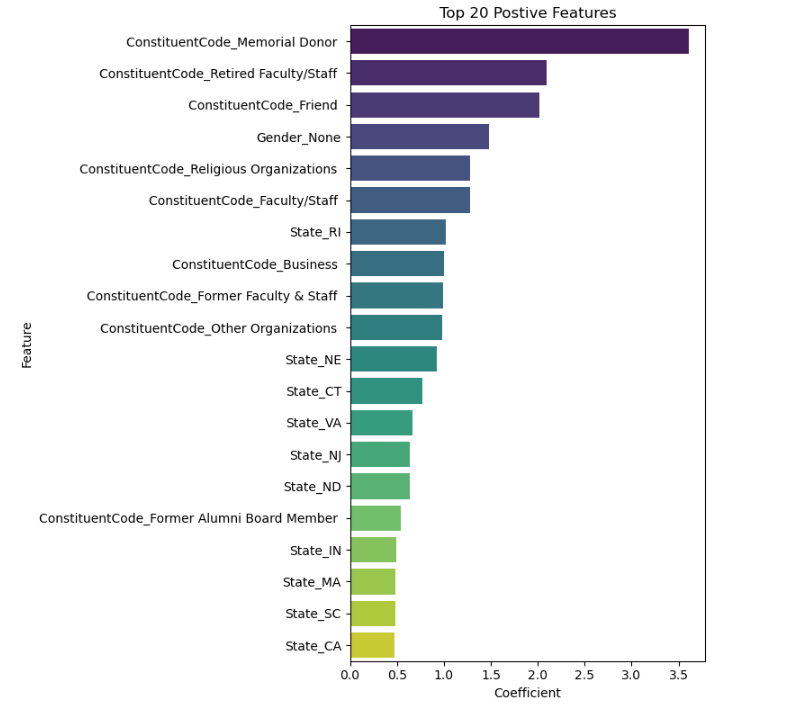 Top 20 Postive Features
ConstituentCode_Memorial Donor
ConstituentCode_Retired Faculty/Staff
ConstituentCode_Friend
Gender_None
ConstituentCode_Religious Organizations
ConstituentCode_Faculty/Staff
State_RI
ConstituentCode_Business
ConstituentCode_Former Faculty & Staff
ConstituentCode_Other Organizations
State_NE
State_CT
State_VA
State_NJ
State_ND
ConstituentCode_Former Alumni Board Member
State_IN
State_MA
State_SC
State_CA
Feature
0.0 0.5 1.0 1.5 2.0 2.5 3.0 3.5
Coefficient